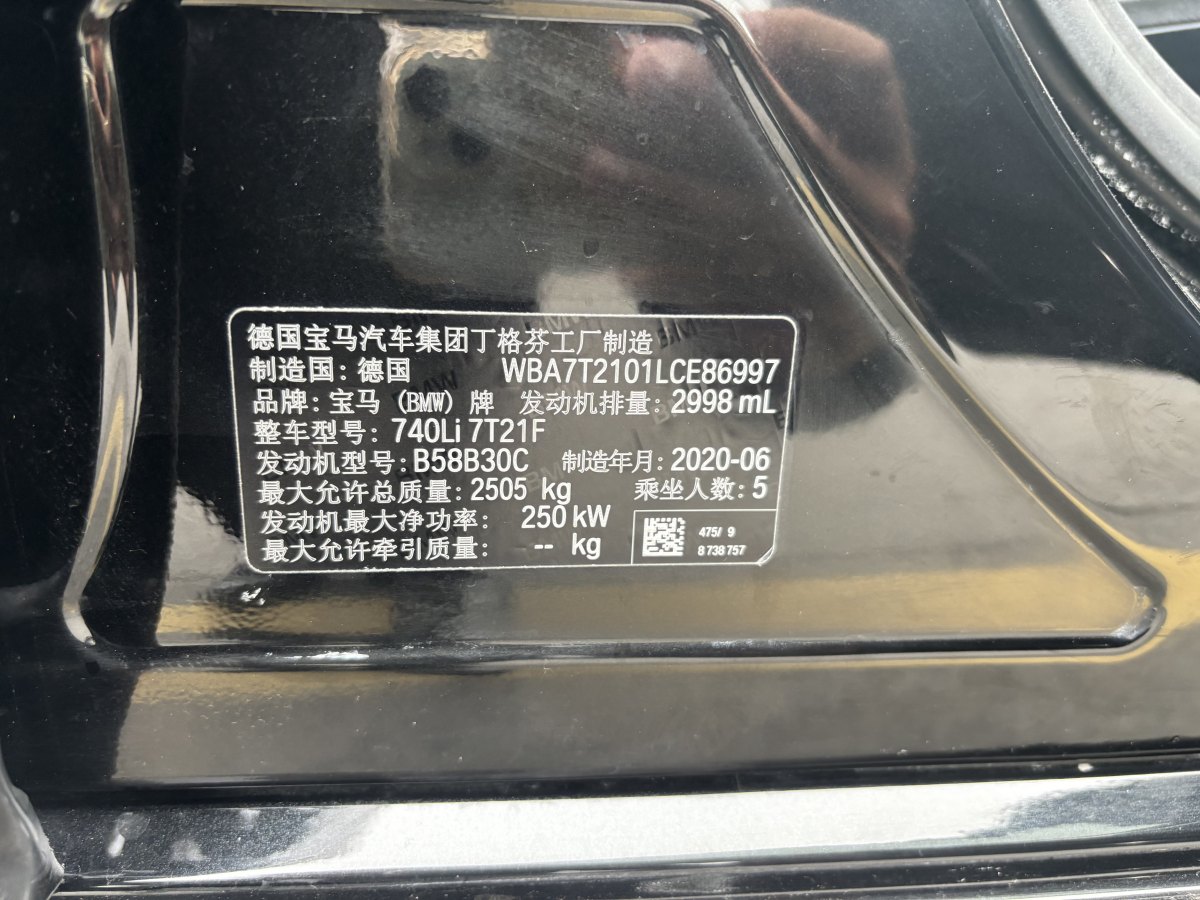 德国宝马汽车集团丁格芬工厂制造
制造国：德国 WBA7T2101LCE86997
品牌：宝马 (BMW) 牌 发动机排量：2998 mL
整车型号：740Li 7T21F
发动机型号：B58B30C 制造年月：2020-06
最大允许总质量：2505 kg 乘坐人数：5
发动机最大净功率： 250 kW
最大允许牵引质量： -- kg
475/ 9
8 738 757